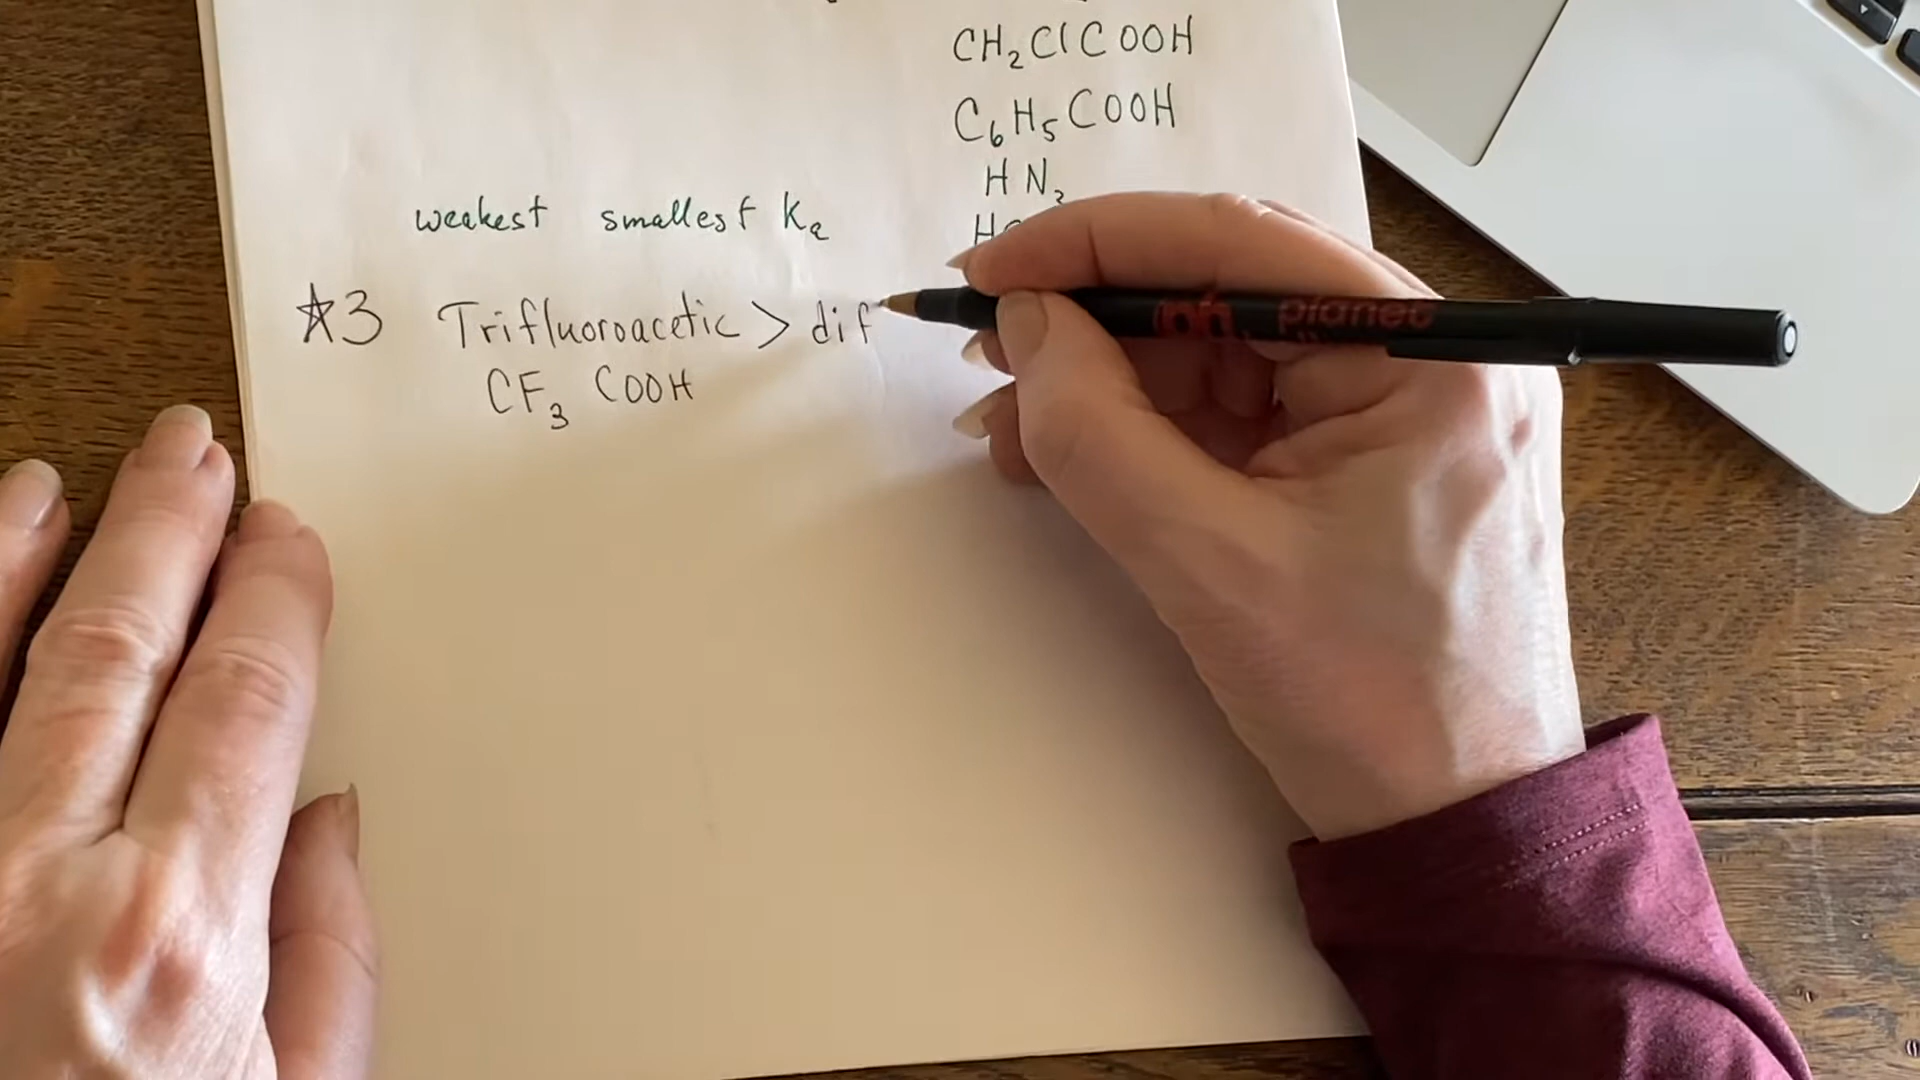 CH₂ClCOOH
C₆H₅COOH
HN₃
weakest smallest Ka
☆3 Trifluoroacetic > dif
CF₃ COOH